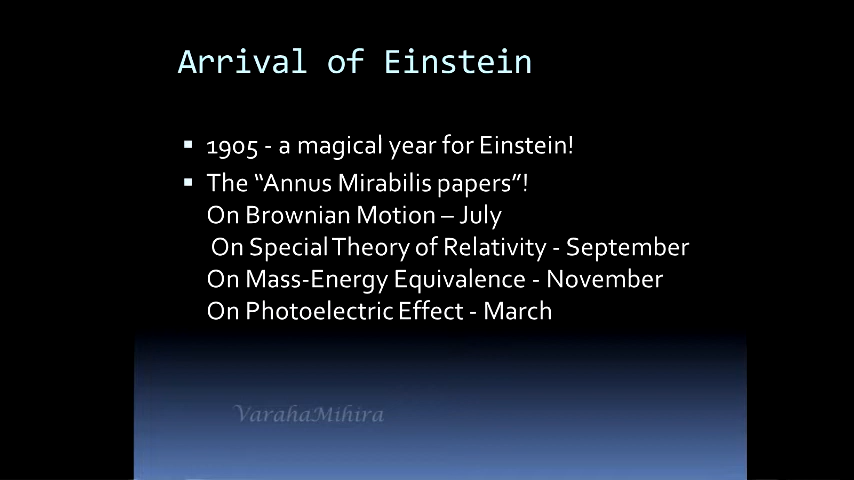 Arrival of Einstein
▪ 1905 - a magical year for Einstein!
▪ The “Annus Mirabilis papers”!
On Brownian Motion – July
On Special Theory of Relativity - September
On Mass-Energy Equivalence - November
On Photoelectric Effect - March
VarahaMihira